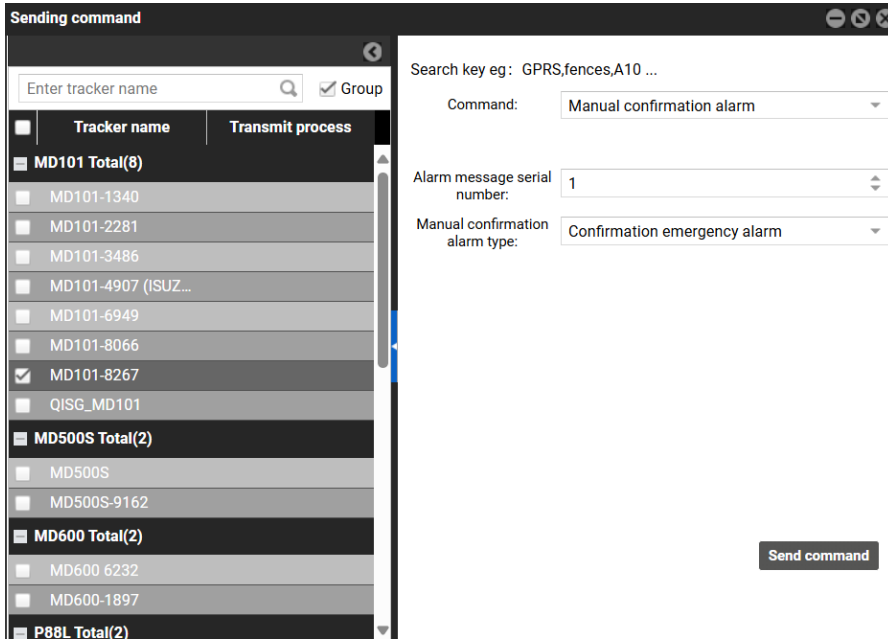 Sending command
Enter tracker name
Group
Tracker name
Transmit process
MD101 Total(8)
MD101-1340
MD101-2281
MD101-3486
MD101-4907 (ISUZ...
MD101-6949
MD101-8066
MD101-8267
QISG_MD101
MD500S Total(2)
MD500S
MD500S-9162
MD600 Total(2)
MD600 6232
MD600-1897
P88L Total(2)
Search key eg: GPRS,fences,A10 ...
Command:
Manual confirmation alarm
Alarm message serial
number:
1
Manual confirmation
alarm type:
Confirmation emergency alarm
Send command